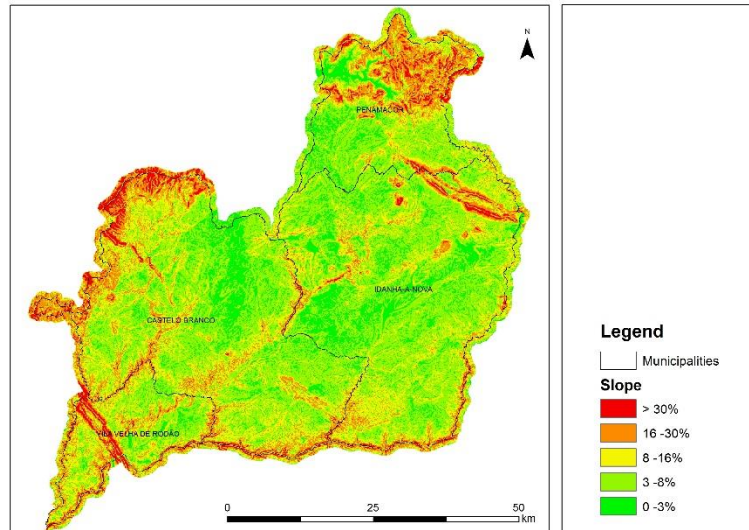 N
PENAMACOR
IDANHA-A-NOVA
CASTELO BRANCO
VILA VELHA DE RODÃO
0 25 50
km
Legend
Municipalities
Slope
> 30%
16 -30%
8 -16%
3 -8%
0 -3%